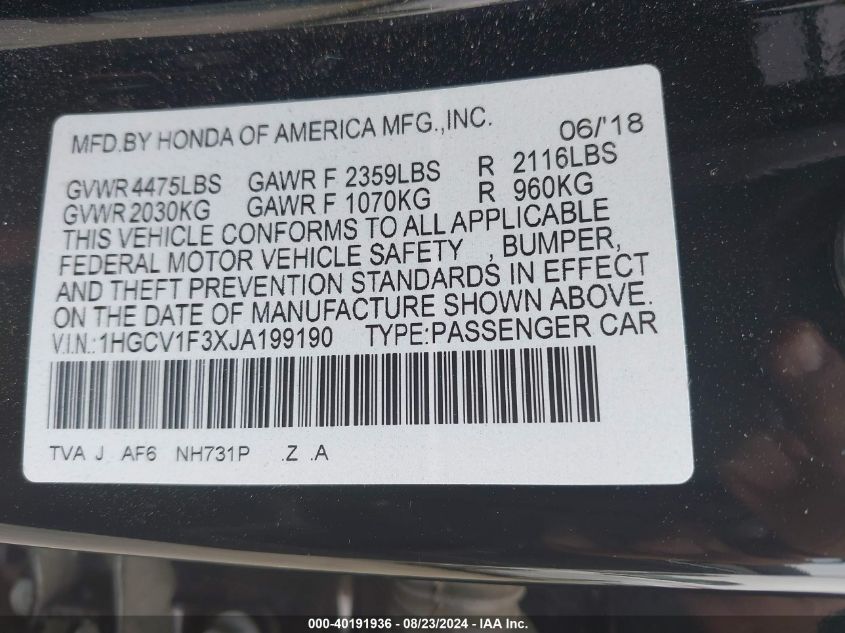 MFD.BY HONDA OF AMERICA MFG.,INC. 06/'18
GVWR 4475LBS GAWR F 2359LBS R 2116LBS
GVWR 2030KG GAWR F 1070KG R 960KG
THIS VEHICLE CONFORMS TO ALL APPLICABLE
FEDERAL MOTOR VEHICLE SAFETY , BUMPER,
AND THEFT PREVENTION STANDARDS IN EFFECT
ON THE DATE OF MANUFACTURE SHOWN ABOVE.
V.I.N.:1HGCV1F3XJA199190 TYPE:PASSENGER CAR
TVA J AF6 NH731P .Z .A
000-40191936 - 08/23/2024 - IAA Inc.